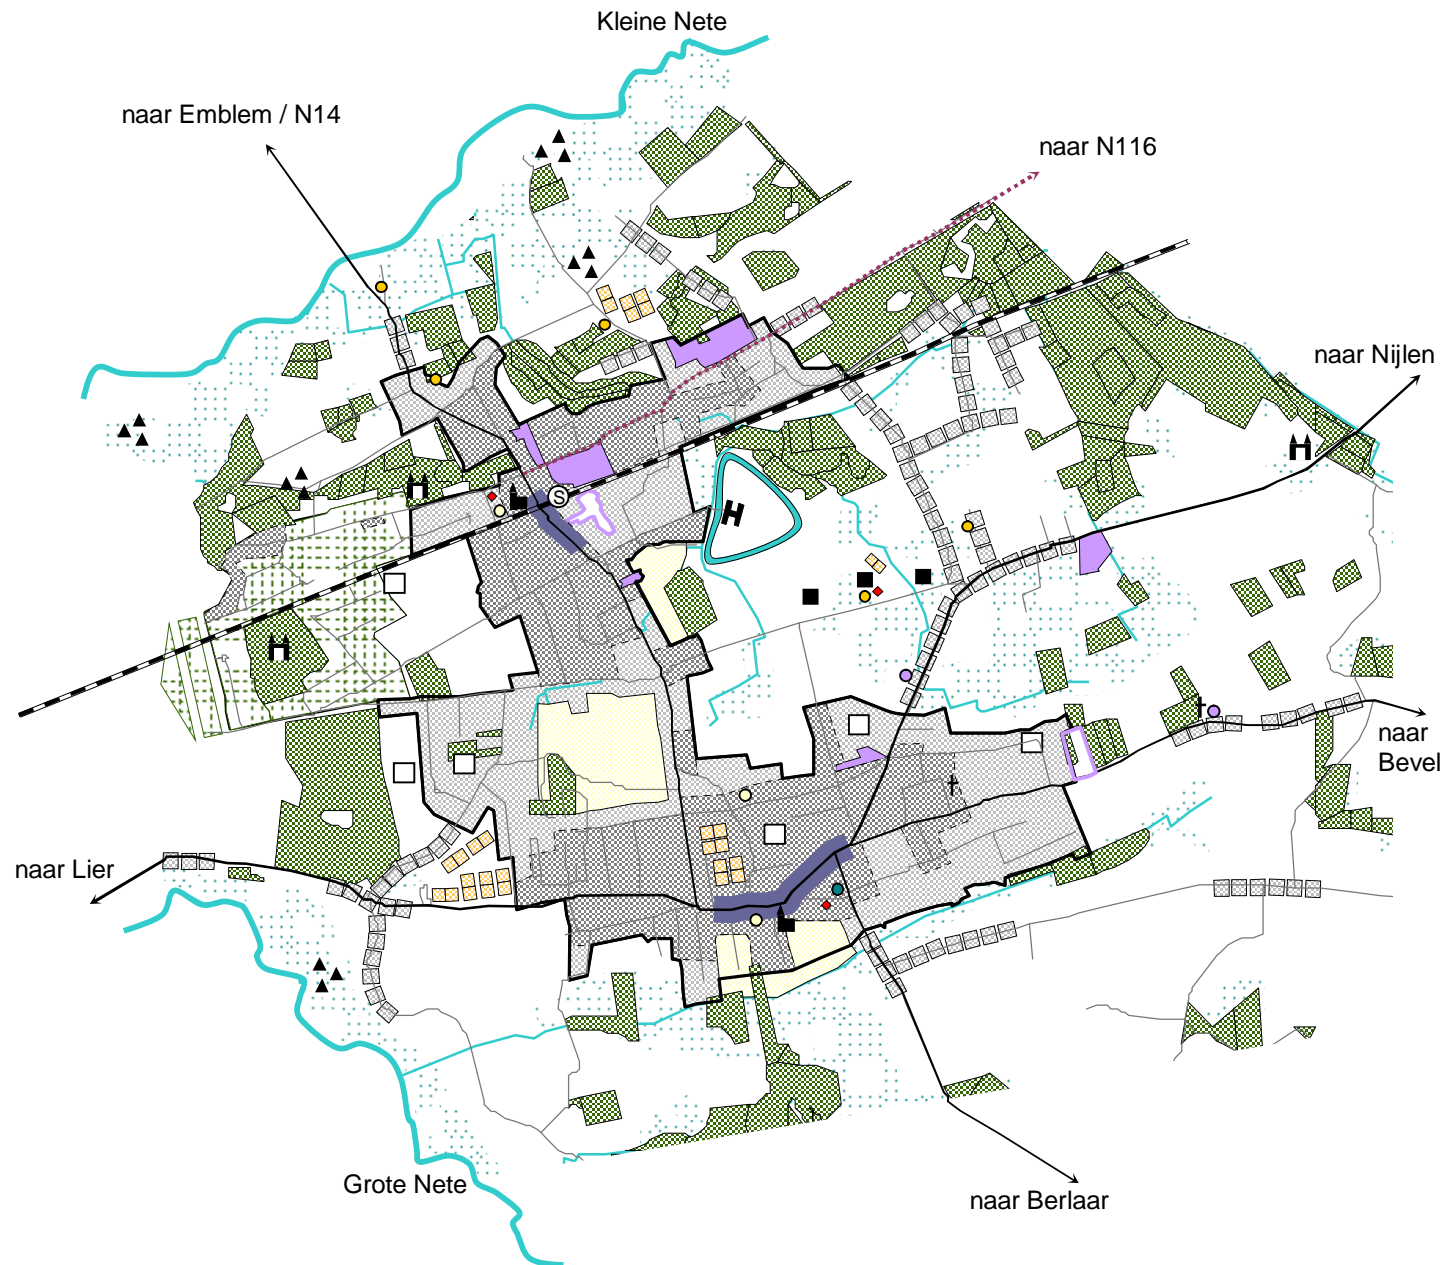 Kleine Nete
naar Emblem / N14
naar N116
naar Nijlen
S
naar
Bevel
naar Lier
Grote Nete
naar Berlaar